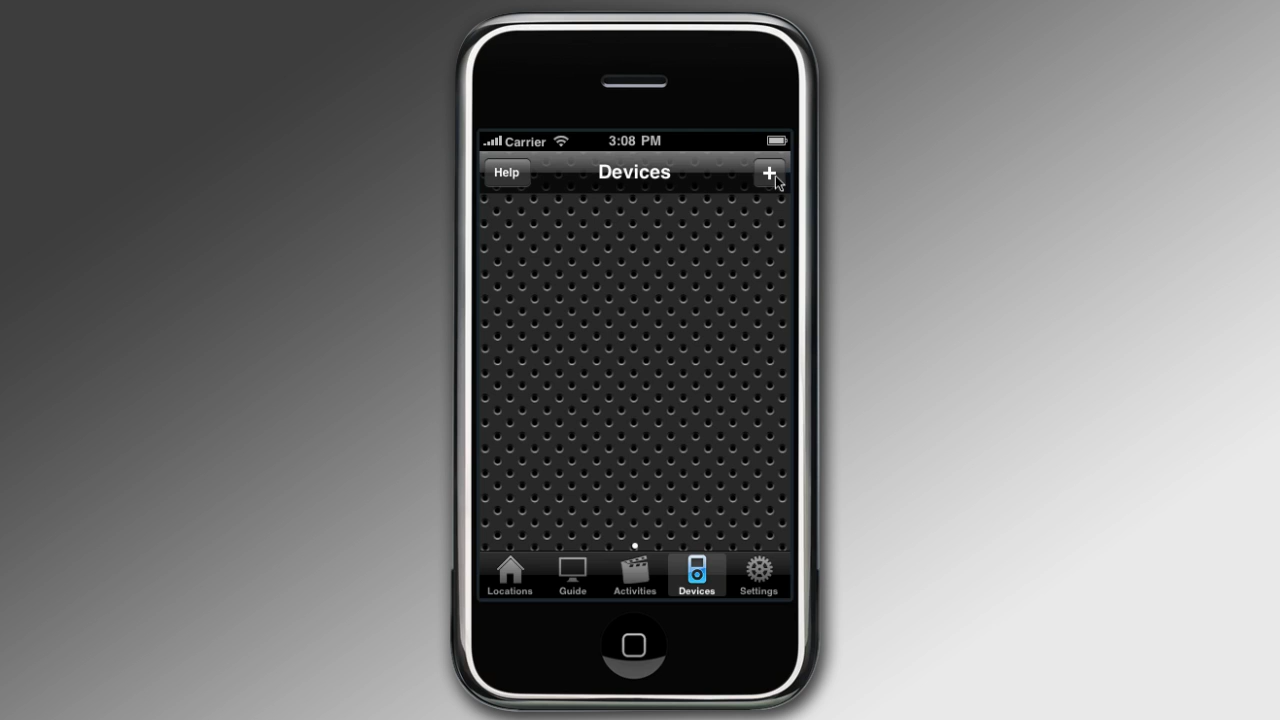 Carrier 3:08 PM
Help Devices +
Locations Guide Activities Devices Settings